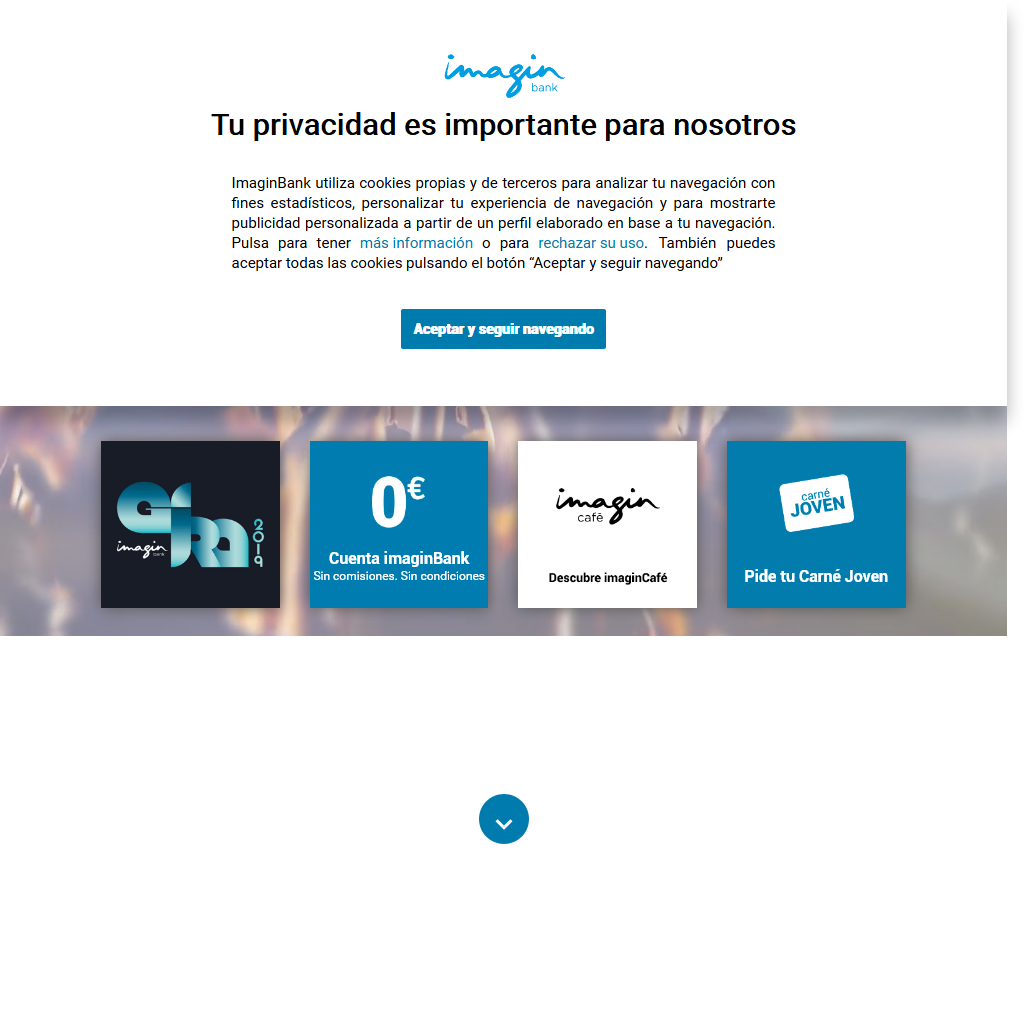 imagin
bank
Tu privacidad es importante para nosotros
ImaginBank utiliza cookies propias y de terceros para analizar tu navegación con
fines estadísticos, personalizar tu experiencia de navegación y para mostrarte
publicidad personalizada a partir de un perfil elaborado en base a tu navegación.
Pulsa para tener más información o para rechazar su uso. También puedes
aceptar todas las cookies pulsando el botón “Aceptar y seguir navegando”
Aceptar y seguir navegando
GIRA
2019
imagin
bank
0€
Cuenta imaginBank
Sin comisiones. Sin condiciones
imagin
café
Descubre imaginCafé
carné
JOVEN
Pide tu Carné Joven